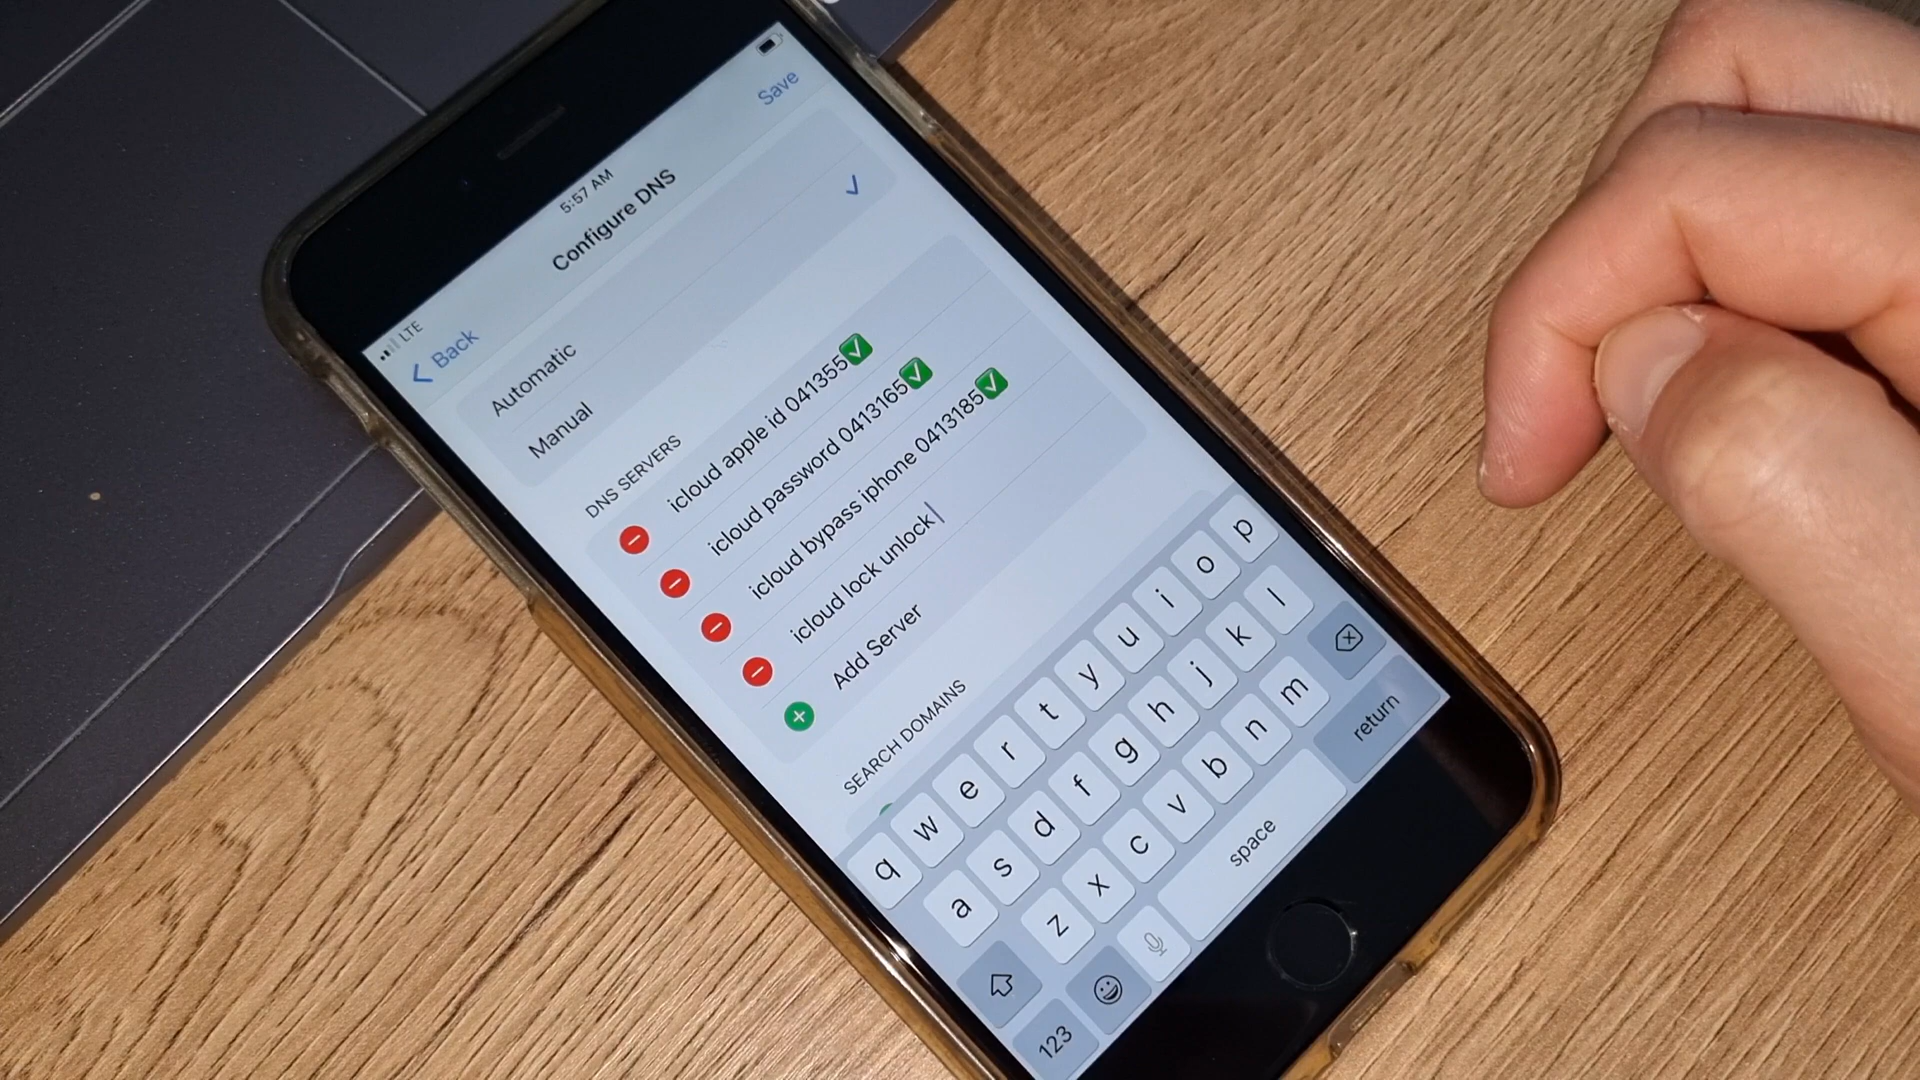 LTE
5:57 AM
Back
Configure DNS
Save
Automatic
Manual
DNS SERVERS
icloud apple id 041355✅
icloud password 0413165✅
icloud bypass iphone 0413185✅
icloud lock unlock
Add Server
SEARCH DOMAINS
q w e r t y u i o p
a s d f g h j k l
z x c v b n m
123
space
return